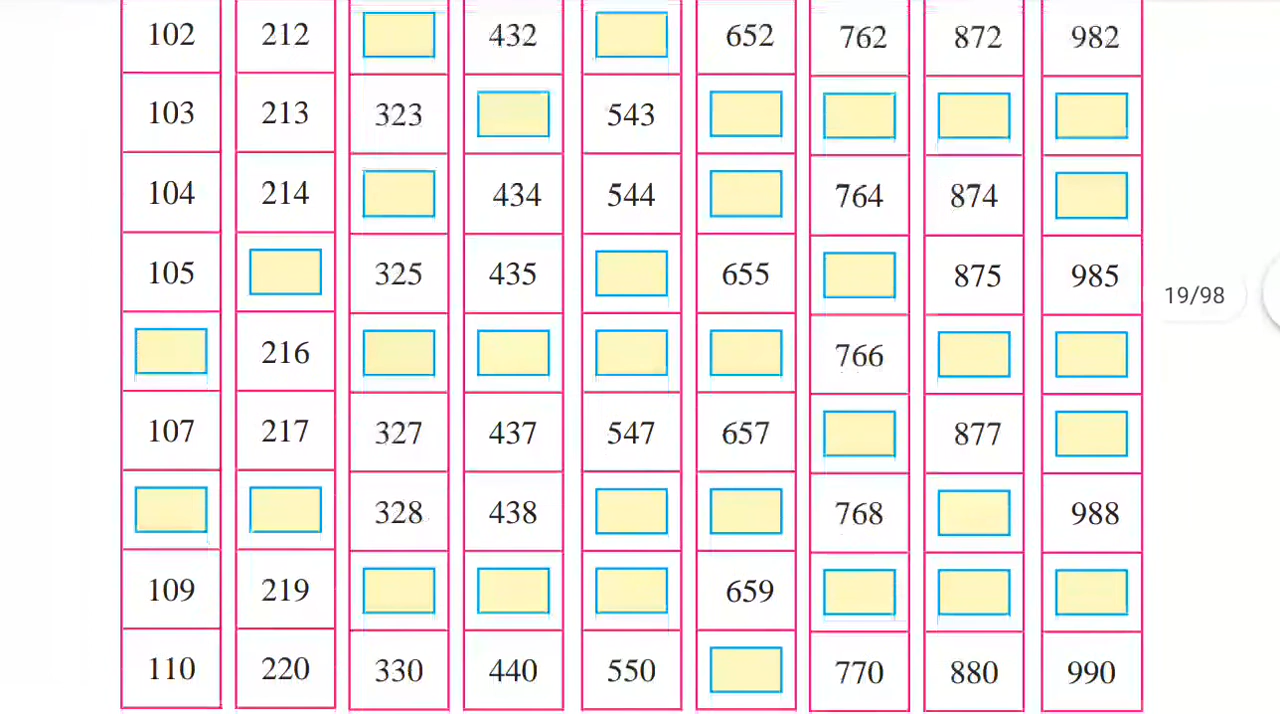 102 212 432 652 762 872 982
103 213 323 543
104 214 434 544 764 874
105 325 435 655 875 985
19/98
216 766
107 217 327 437 547 657 877
328 438 768 988
109 219 659
110 220 330 440 550 770 880 990